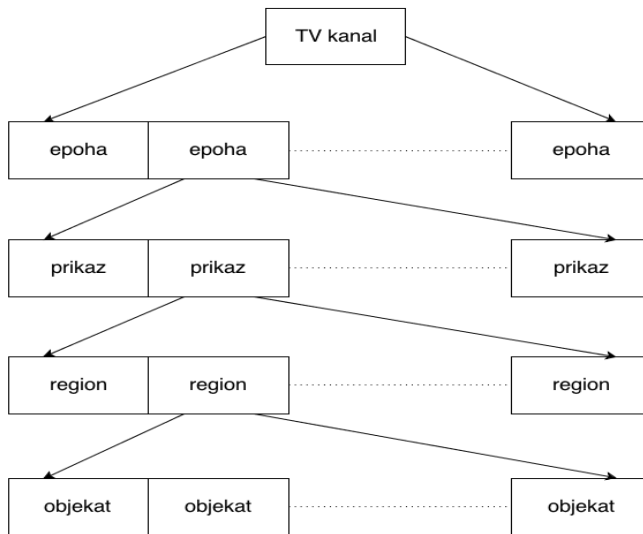 TV kanal
epoha epoha epoha
prikaz prikaz prikaz
region region region
objekat objekat objekat